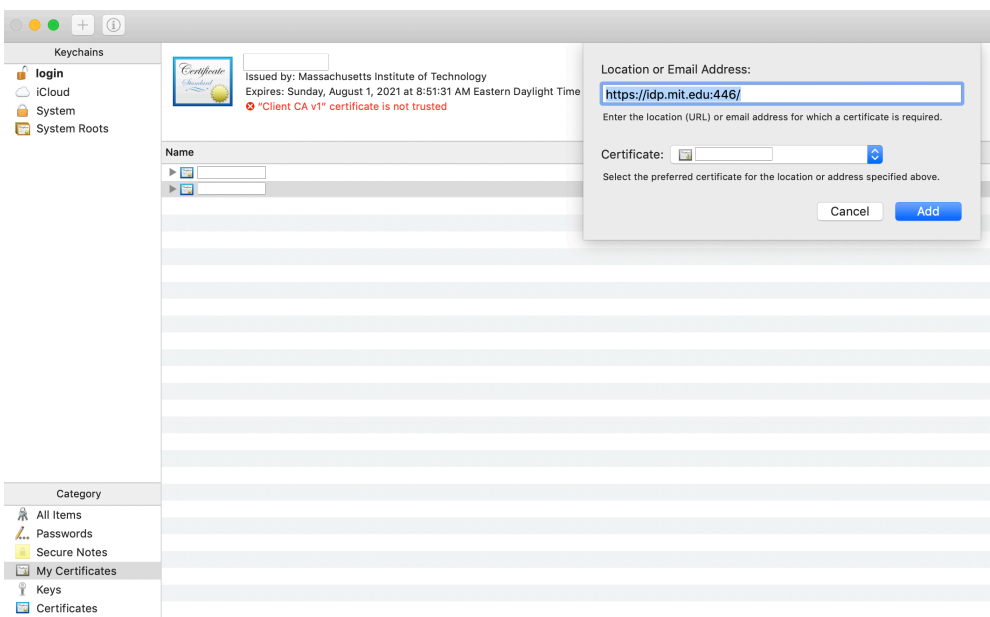 Keychains
login
iCloud
System
System Roots
Certificate
Standard
Issued by: Massachusetts Institute of Technology
Expires: Sunday, August 1, 2021 at 8:51:31 AM Eastern Daylight Time
"Client CA v1" certificate is not trusted
Name
Location or Email Address:
https://idp.mit.edu:446/
Enter the location (URL) or email address for which a certificate is required.
Certificate:
Select the preferred certificate for the location or address specified above.
Cancel Add
Category
All Items
Passwords
Secure Notes
My Certificates
Keys
Certificates